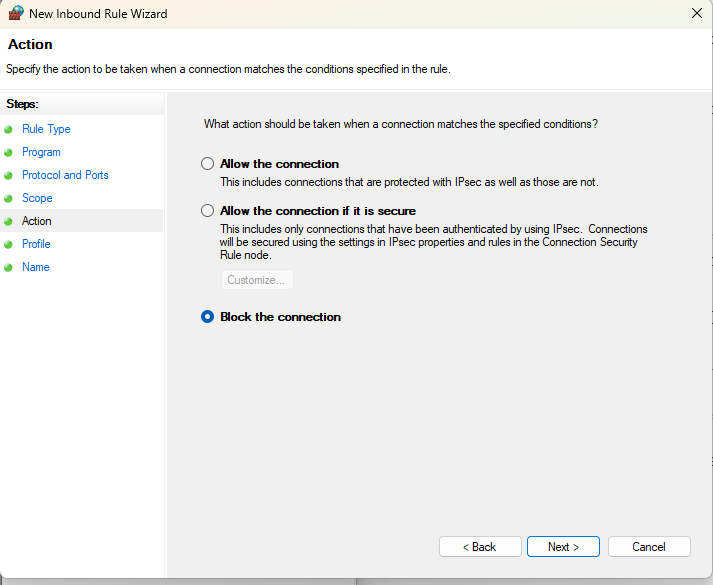 New Inbound Rule Wizard
Action
Specify the action to be taken when a connection matches the conditions specified in the rule.
Steps:
Rule Type
Program
Protocol and Ports
Scope
Action
Profile
Name
What action should be taken when a connection matches the specified conditions?
Allow the connection
This includes connections that are protected with IPsec as well as those are not.
Allow the connection if it is secure
This includes only connections that have been authenticated by using IPsec. Connections
will be secured using the settings in IPsec properties and rules in the Connection Security
Rule node.
Customize...
Block the connection
< Back
Next >
Cancel